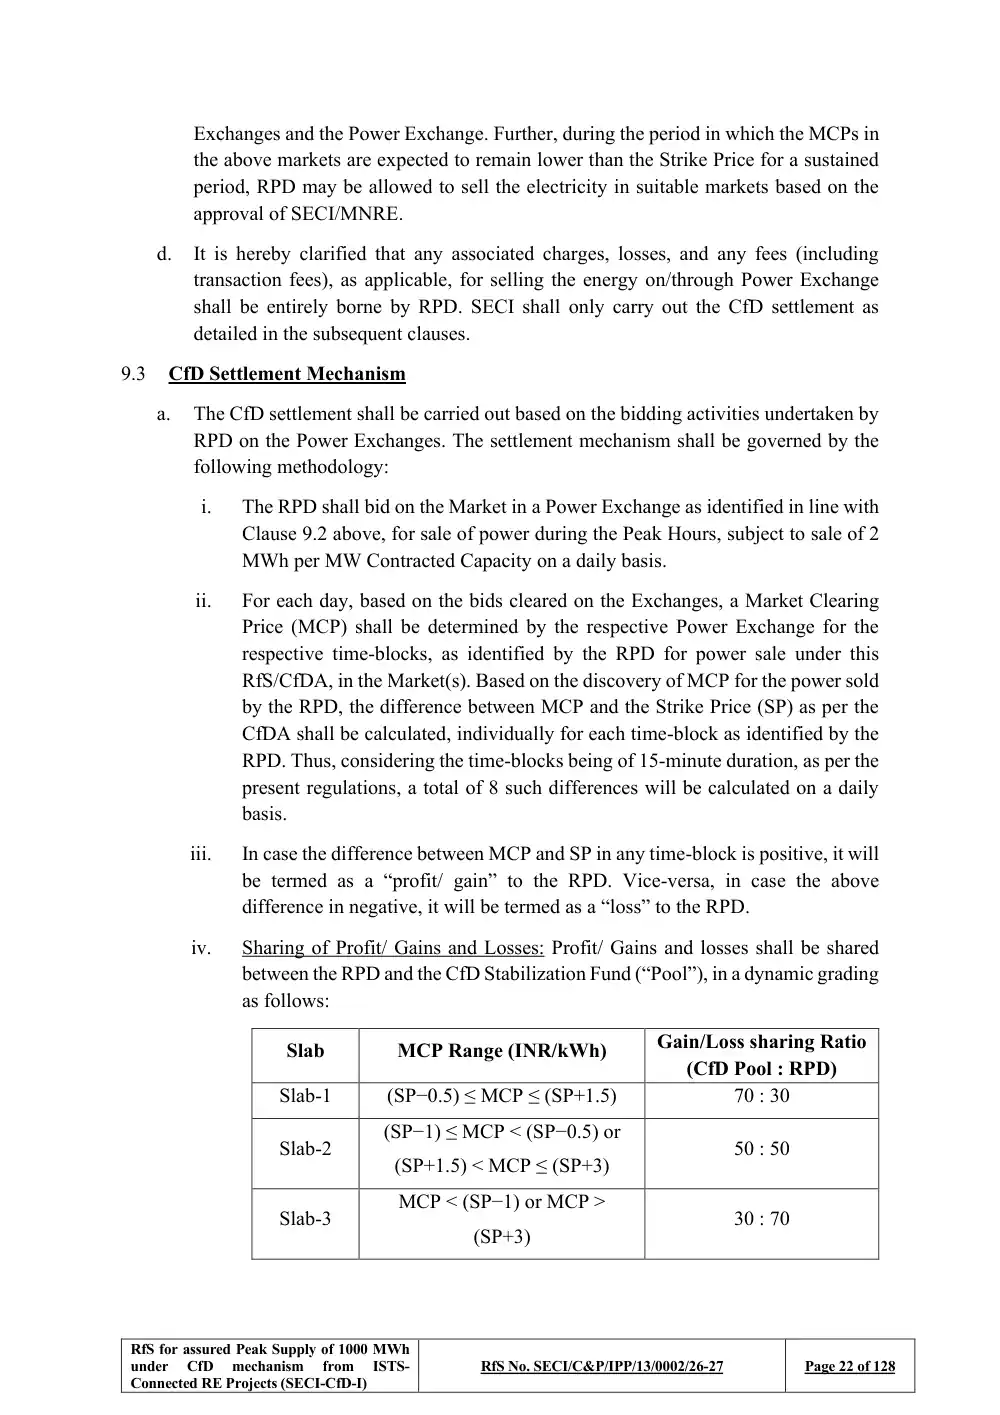 Exchanges and the Power Exchange. Further, during the period in which the MCPs in
the above markets are expected to remain lower than the Strike Price for a sustained
period, RPD may be allowed to sell the electricity in suitable markets based on the
approval of SECI/MNRE.
d. It is hereby clarified that any associated charges, losses, and any fees (including
transaction fees), as applicable, for selling the energy on/through Power Exchange
shall be entirely borne by RPD. SECI shall only carry out the CfD settlement as
detailed in the subsequent clauses.
9.3 CfD Settlement Mechanism
a. The CfD settlement shall be carried out based on the bidding activities undertaken by
RPD on the Power Exchanges. The settlement mechanism shall be governed by the
following methodology:
i. The RPD shall bid on the Market in a Power Exchange as identified in line with
Clause 9.2 above, for sale of power during the Peak Hours, subject to sale of 2
MWh per MW Contracted Capacity on a daily basis.
ii. For each day, based on the bids cleared on the Exchanges, a Market Clearing
Price (MCP) shall be determined by the respective Power Exchange for the
respective time-blocks, as identified by the RPD for power sale under this
RfS/CfDA, in the Market(s). Based on the discovery of MCP for the power sold
by the RPD, the difference between MCP and the Strike Price (SP) as per the
CfDA shall be calculated, individually for each time-block as identified by the
RPD. Thus, considering the time-blocks being of 15-minute duration, as per the
present regulations, a total of 8 such differences will be calculated on a daily
basis.
iii. In case the difference between MCP and SP in any time-block is positive, it will
be termed as a “profit/ gain” to the RPD. Vice-versa, in case the above
difference in negative, it will be termed as a “loss” to the RPD.
iv. Sharing of Profit/ Gains and Losses: Profit/ Gains and losses shall be shared
between the RPD and the CfD Stabilization Fund (“Pool”), in a dynamic grading
as follows:
Slab MCP Range (INR/kWh) Gain/Loss sharing Ratio
(CfD Pool : RPD)
Slab-1 (SP−0.5) ≤ MCP ≤ (SP+1.5) 70 : 30
Slab-2 (SP−1) ≤ MCP < (SP−0.5) or
(SP+1.5) < MCP ≤ (SP+3) 50 : 50
Slab-3 MCP < (SP−1) or MCP >
(SP+3) 30 : 70
RfS for assured Peak Supply of 1000 MWh
under CfD mechanism from ISTS-
Connected RE Projects (SECI-CfD-I)
RfS No. SECI/C&P/IPP/13/0002/26-27
Page 22 of 128